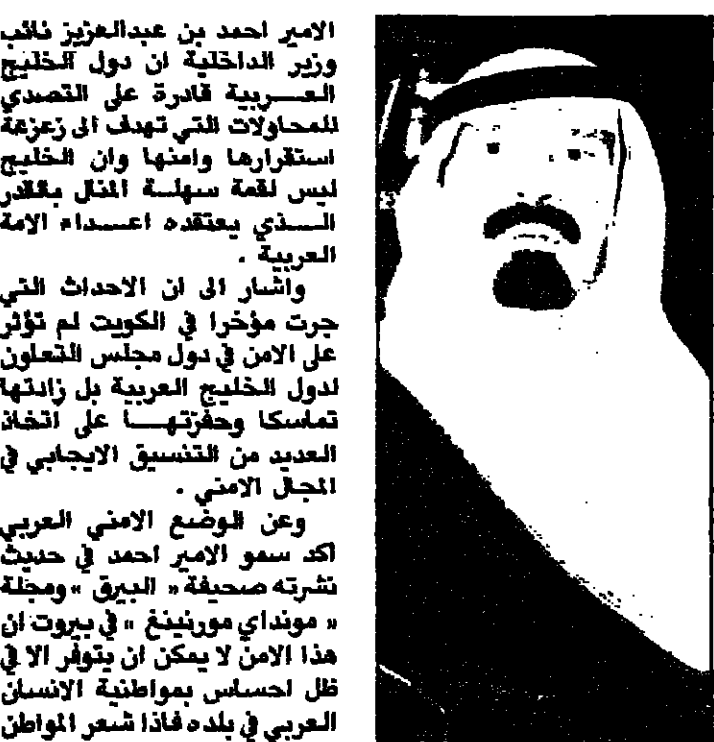 الامير احمد بن عبدالعزيز نائب
وزير الداخلية ان دول الخليج
العربية قادرة على التصدي
للمحاولات التي تهدف الى زعزعة
استقرارها وامنها وان الخليج
ليس لقمة سهلة المنال بالقدر
الذي يعتقده اعداء الامة
العربية .
واشار الى ان الاحداث التي
جرت مؤخرا في الكويت لم تؤثر
على الامن في دول مجلس التعاون
لدول الخليج العربية بل زادتها
تماسكا وحفزتها على اتخاذ
العديد من التنسيق الايجابي في
المجال الامني .
وعن الوضع الامني العربي
اكد سمو الامير احمد في حديث
نشرته صحيفة « البيرق » ومجلة
« مونداي مورنينغ » في بيروت ان
هذا الامن لا يمكن ان يتوفر الا في
ظل احساس بمواطنية الانسان
العربي في بلده فاذا شعر المواطن